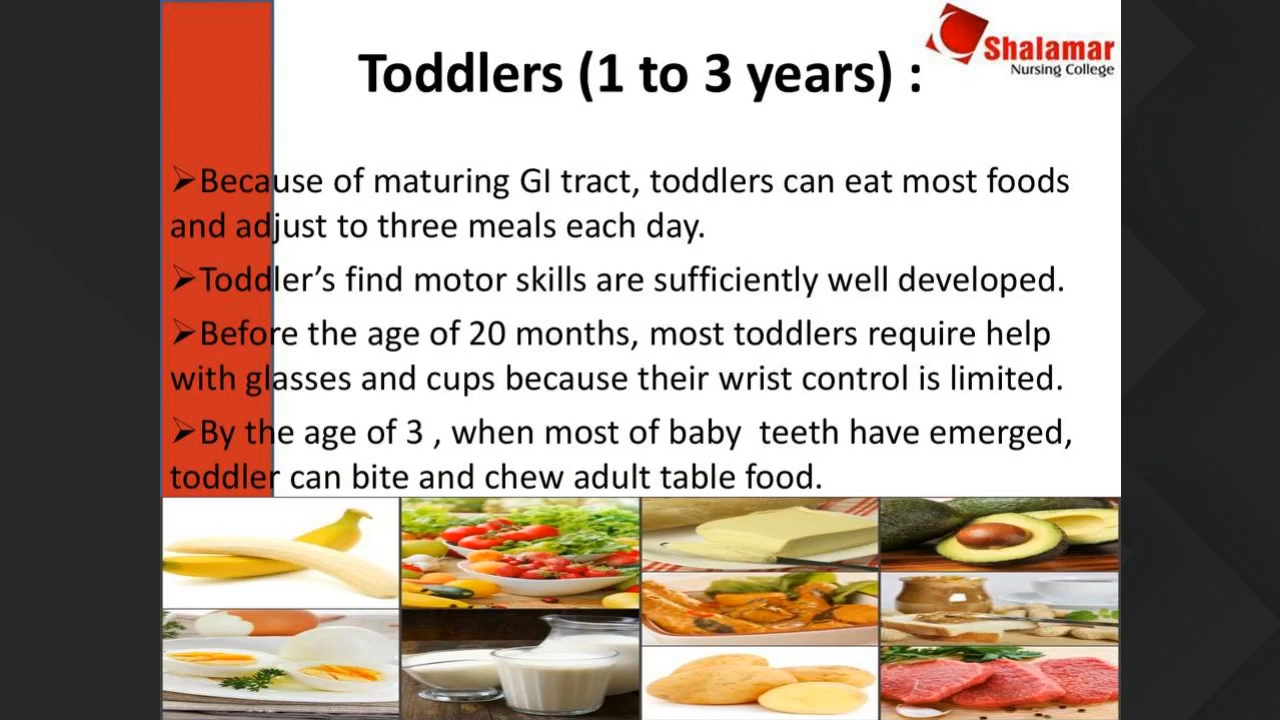 Shalamar
Nursing College
Toddlers (1 to 3 years) :
➢Because of maturing GI tract, toddlers can eat most foods
and adjust to three meals each day.
➢Toddler’s find motor skills are sufficiently well developed.
➢Before the age of 20 months, most toddlers require help
with glasses and cups because their wrist control is limited.
➢By the age of 3 , when most of baby  teeth have emerged,
toddler can bite and chew adult table food.